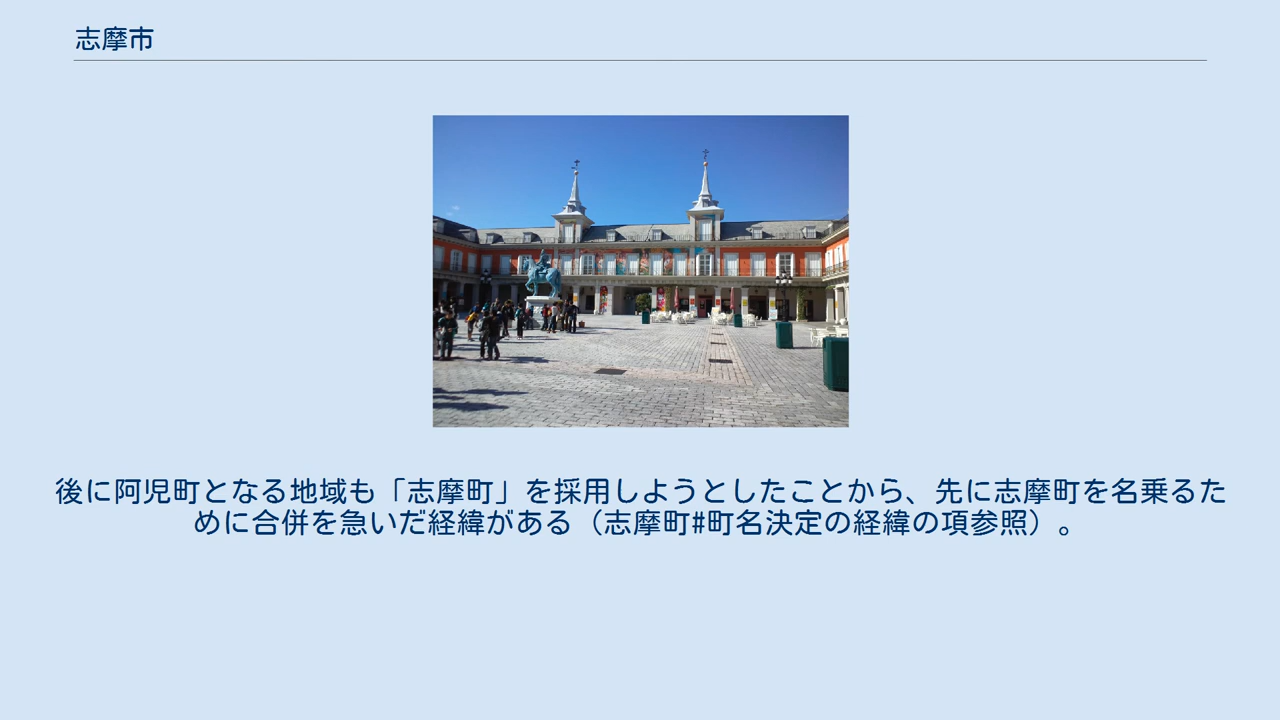 志摩市
後に阿児町となる地域も「志摩町」を採用しようとしたことから、先に志摩町を名乗るた
めに合併を急いだ経緯がある（志摩町#町名決定の経緯の項参照）。